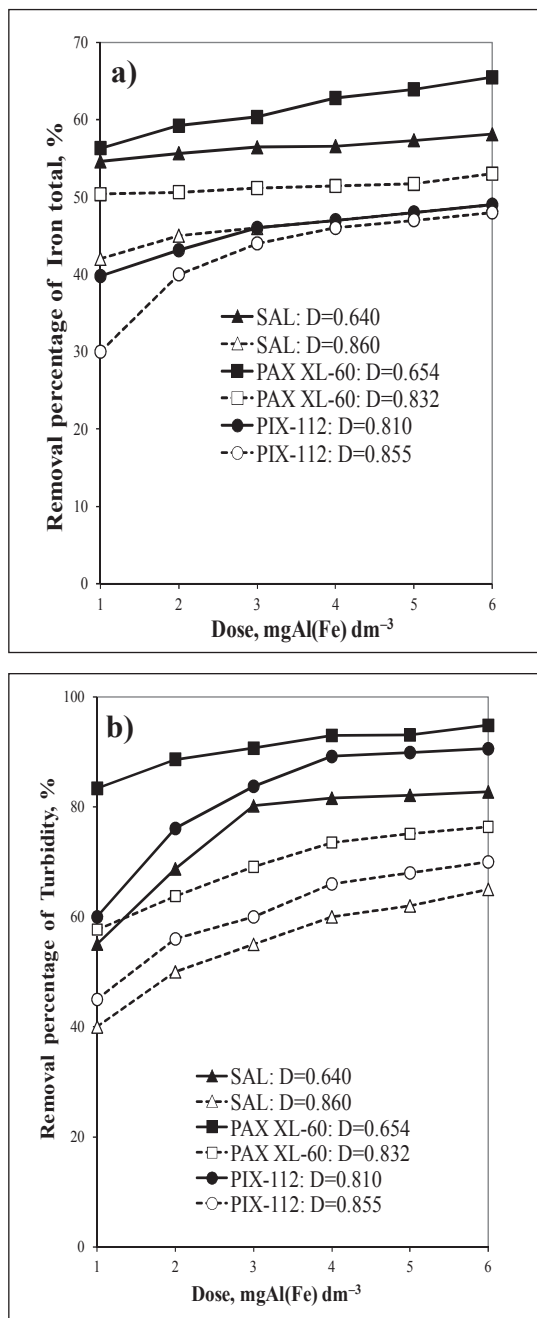 a)
Removal percentage of Iron total, %
70
60
50
40
30
20
10
0
SAL: D=0.640
SAL: D=0.860
PAX XL-60: D=0.654
PAX XL-60: D=0.832
PIX-112: D=0.810
PIX-112: D=0.855
1 2 3 4 5 6
Dose, mgAl(Fe) dm⁻³
b)
Removal percentage of Turbidity, %
100
80
60
40
20
0
SAL: D=0.640
SAL: D=0.860
PAX XL-60: D=0.654
PAX XL-60: D=0.832
PIX-112: D=0.810
PIX-112: D=0.855
1 2 3 4 5 6
Dose, mgAl(Fe) dm⁻³